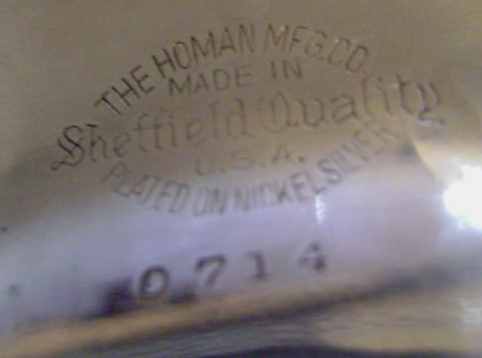 THE HOMAN MFG.CO.
MADE IN
Sheffield Quality
U.S.A.
PLATED ON NICKEL SILVER
0714